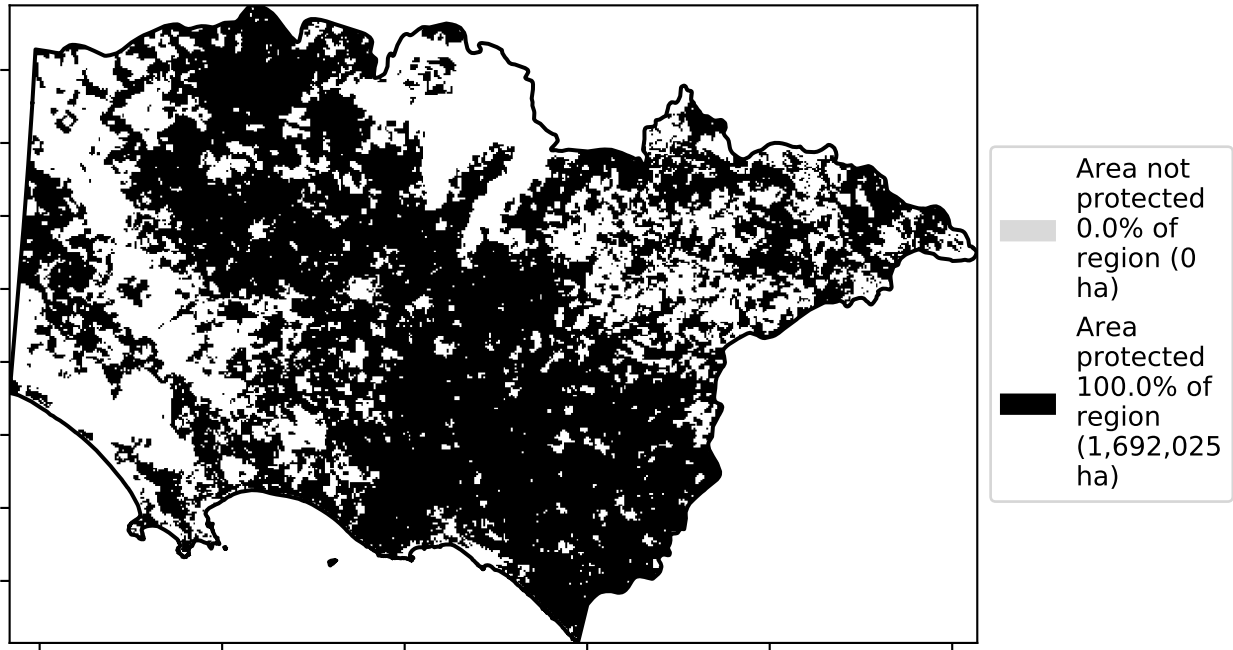 Area not
protected
0.0% of
region (0
ha)
Area
protected
100.0% of
region
(1,692,025
ha)